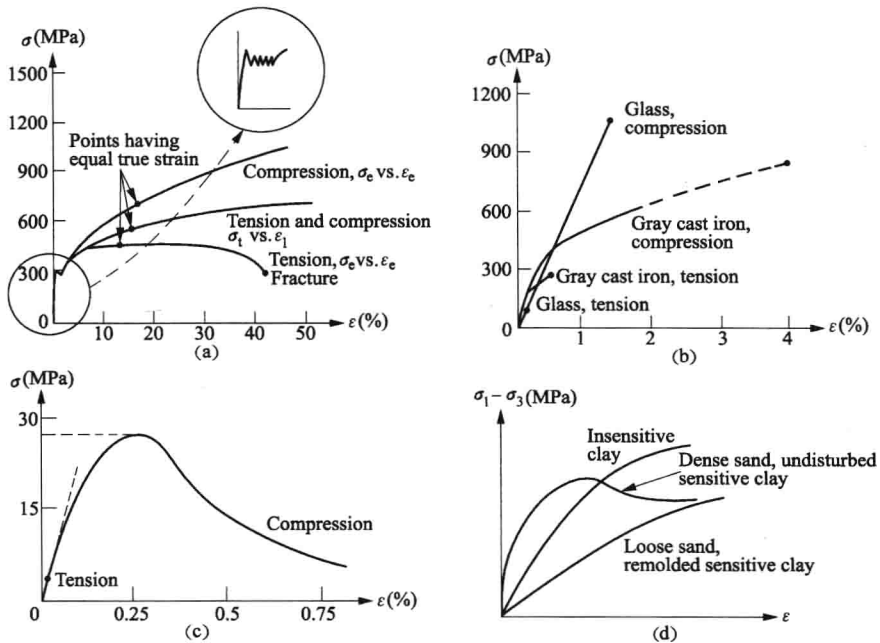 σ(MPa)
1500
1000
900
600
300
0
Points having
equal true strain
Compression, σₑ vs. εₑ
Tension and compression
σₜ vs. ε₁
Tension, σₑ vs. εₑ
Fracture
10
20
30
40
50
ε(%)
(a)
σ(MPa)
1200
900
600
300
0
Glass,
compression
Gray cast iron,
compression
Gray cast iron, tension
Glass, tension
1
2
3
4
ε(%)
(b)
σ(MPa)
30
15
0
Compression
Tension
0.25
0.5
0.75
ε(%)
(c)
σ₁ − σ₃(MPa)
Insensitive
clay
Dense sand, undisturbed
sensitive clay
Loose sand,
remolded sensitive clay
ε
(d)